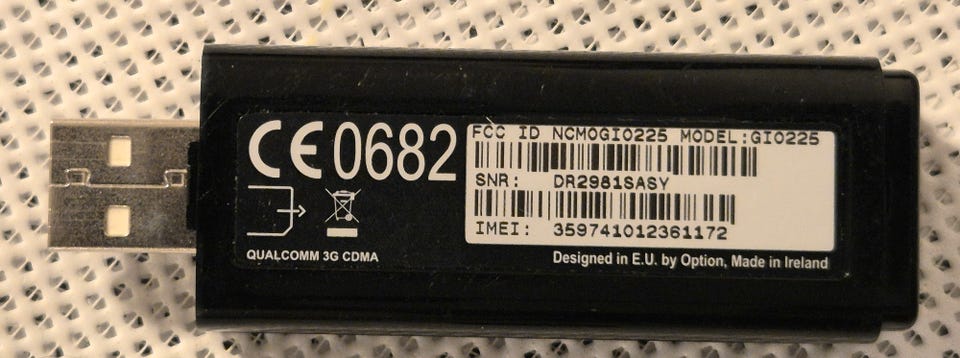 CE 0682
QUALCOMM 3G CDMA
FCC ID NCMOGI0225 MODEL:GI0225
SNR: DR2981SASY
IMEI: 359741012361172
Designed in E.U. by Option, Made in Ireland